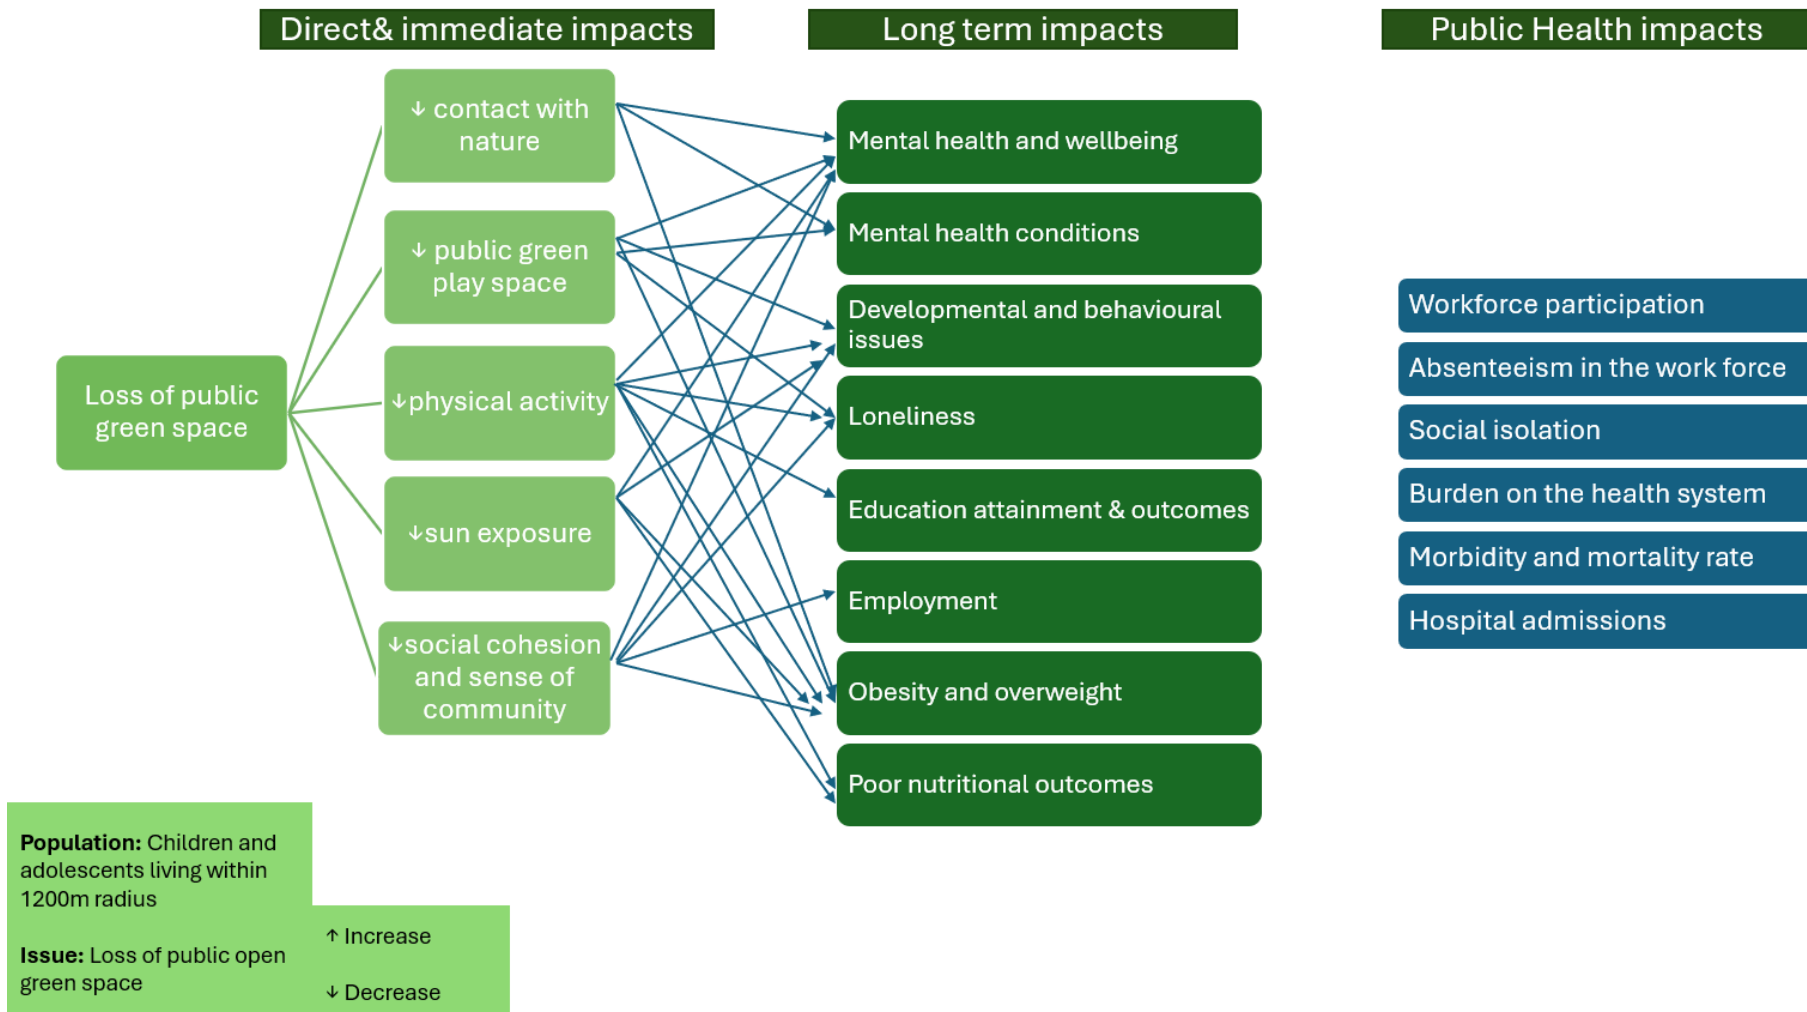 Direct& immediate impacts
Long term impacts
Public Health impacts
↓ contact with
nature
↓ public green
play space
↓physical activity
↓sun exposure
↓social cohesion
and sense of
community
Loss of public
green space
Mental health and wellbeing
Mental health conditions
Developmental and behavioural
issues
Loneliness
Education attainment & outcomes
Employment
Obesity and overweight
Poor nutritional outcomes
Workforce participation
Absenteeism in the work force
Social isolation
Burden on the health system
Morbidity and mortality rate
Hospital admissions
Population: Children and
adolescents living within
1200m radius
Issue: Loss of public open
green space
↑ Increase
↓ Decrease